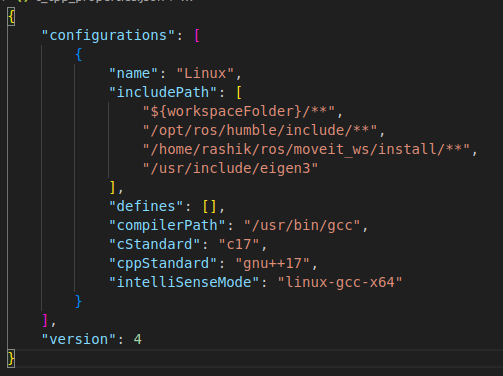 {
"configurations": [
{
"name": "Linux",
"includePath": [
"${workspaceFolder}/**",
"/opt/ros/humble/include/**",
"/home/rashik/ros/moveit_ws/install/**",
"/usr/include/eigen3"
],
"defines": [],
"compilerPath": "/usr/bin/gcc",
"cStandard": "c17",
"cppStandard": "gnu++17",
"intelliSenseMode": "linux-gcc-x64"
}
],
"version": 4
}